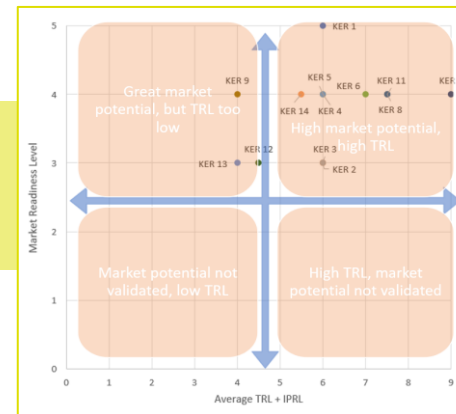 Market Readiness Level
5
4
3
2
1
0
KER 1
KER 9
KER 5
KER 6
KER 11
KER 14
KER 4
KER 8
Great market
potential, but TRL too
low
High market potential,
high TRL
KER 12
KER 3
KER 13
KER 2
Market potential not
validated, low TRL
High TRL, market
potential not validated
0 1 2 3 4 5 6 7 8 9
Average TRL + IPRL